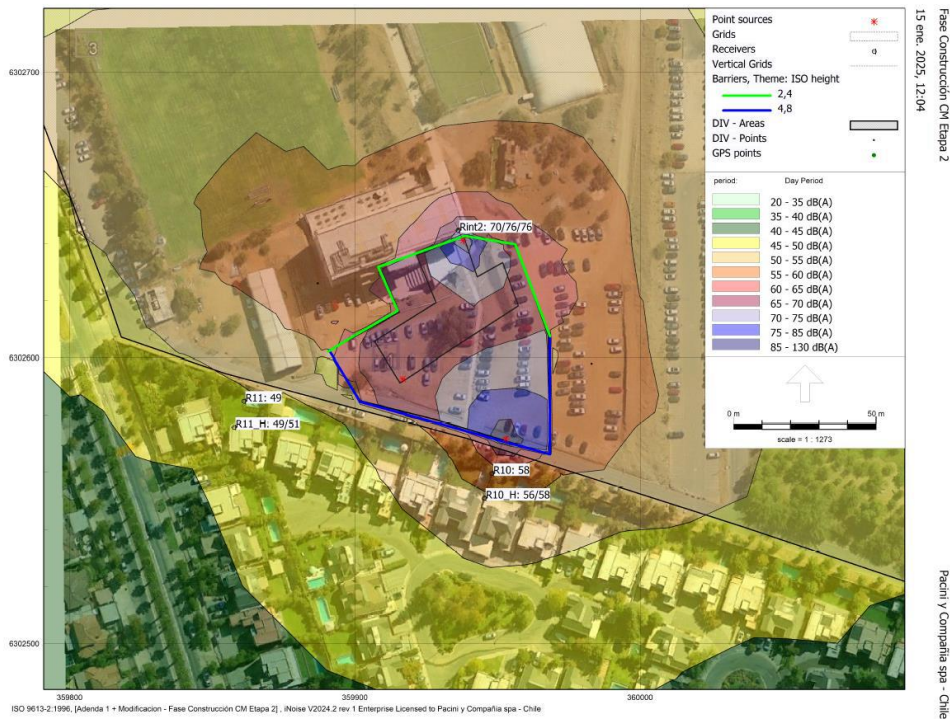 Fase Construcción CM Etapa 2
15 ene. 2025, 12:04
Point sources
Grids
Receivers
Vertical Grids
Barriers, Theme: ISO height
2,4
4,8
DIV - Areas
DIV - Points
GPS points
period: Day Period
20 - 35 dB(A)
35 - 40 dB(A)
40 - 45 dB(A)
45 - 50 dB(A)
50 - 55 dB(A)
55 - 60 dB(A)
60 - 65 dB(A)
65 - 70 dB(A)
70 - 75 dB(A)
75 - 85 dB(A)
85 - 130 dB(A)
0 m 50 m
scale = 1 : 1273
3
6302700
Rint2: 70/76/76
6302600
R11: 49
R11_H: 49/51
R10: 58
R10_H: 56/58
6302500
359800 359900 360000
ISO 9613-2:1996, [Adenda 1 + Modificacion - Fase Construcción CM Etapa 2] , iNoise V2024.2 rev 1 Enterprise Licensed to Pacini y Compañia spa - Chile
Pacini y Compañia spa - Chile